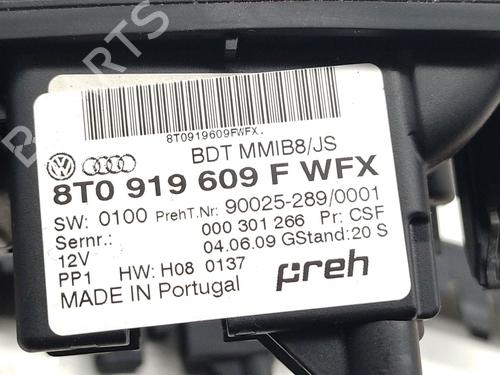 PARTS
8T0919609FWFX.
BDT MMIB8/JS
8T0 919 609 F WFX
SW: 0100 PrehT.Nr: 90025-289/0001
Sernr.: 000 301 266 Pr: CSF
12V 04.06.09 GStand: 20 S
PP1 HW: H08 0137
MADE IN Portugal
preh